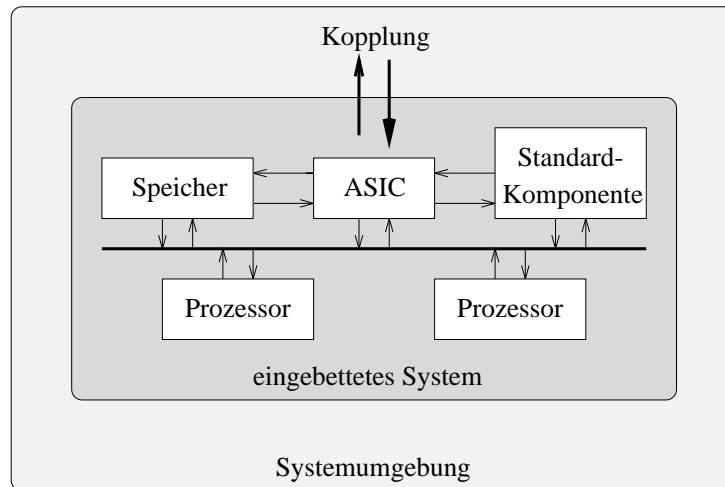 Kopplung
Speicher
ASIC
Standard-
Komponente
Prozessor
Prozessor
eingebettetes System
Systemumgebung